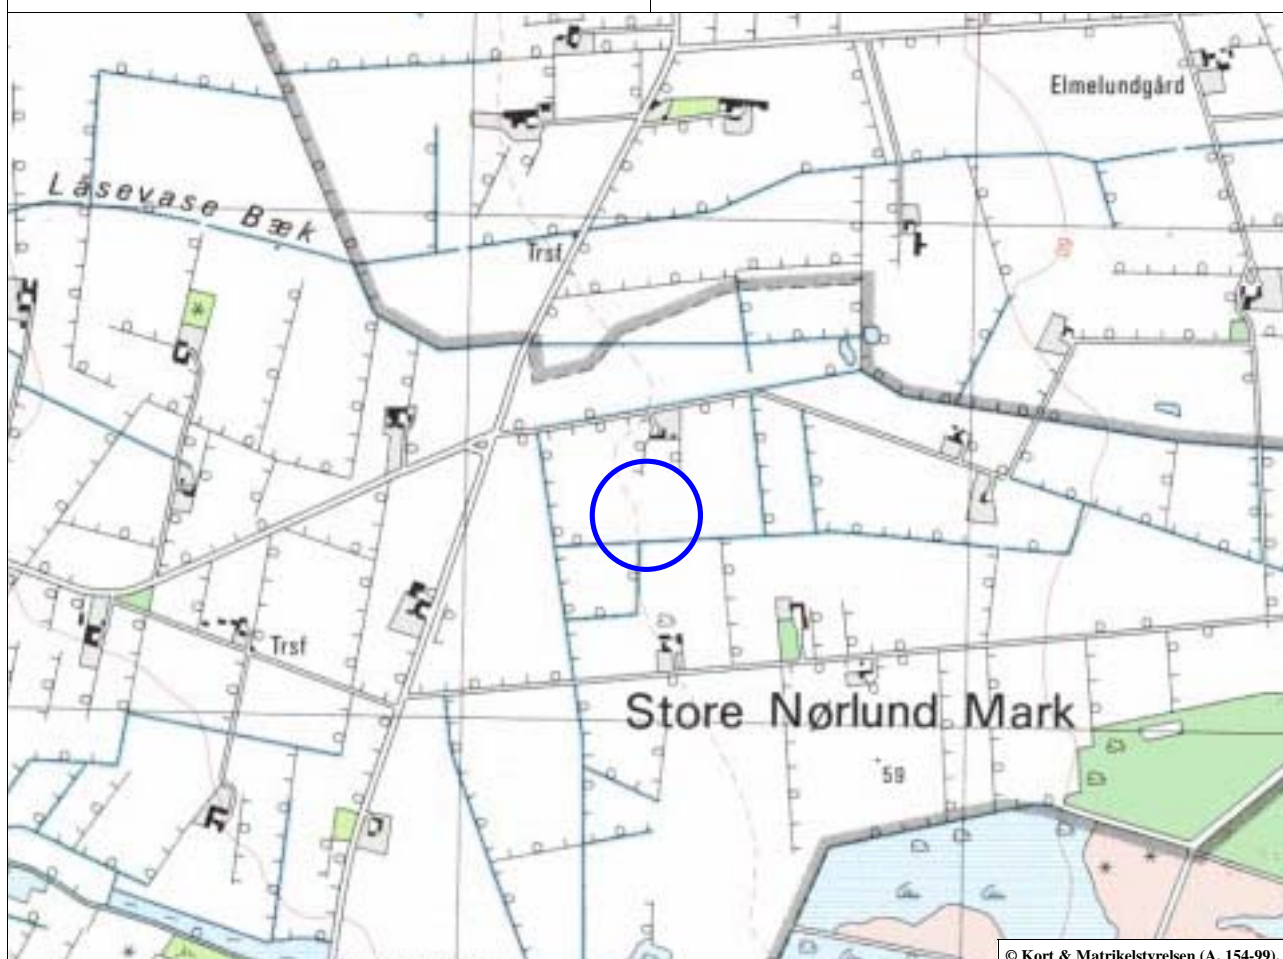 Elmelundgård
Låsevase Bæk
Trsf
Trsf
Store Nørlund Mark
59
© Kort & Matrikelstyrelsen (A. 154-99).